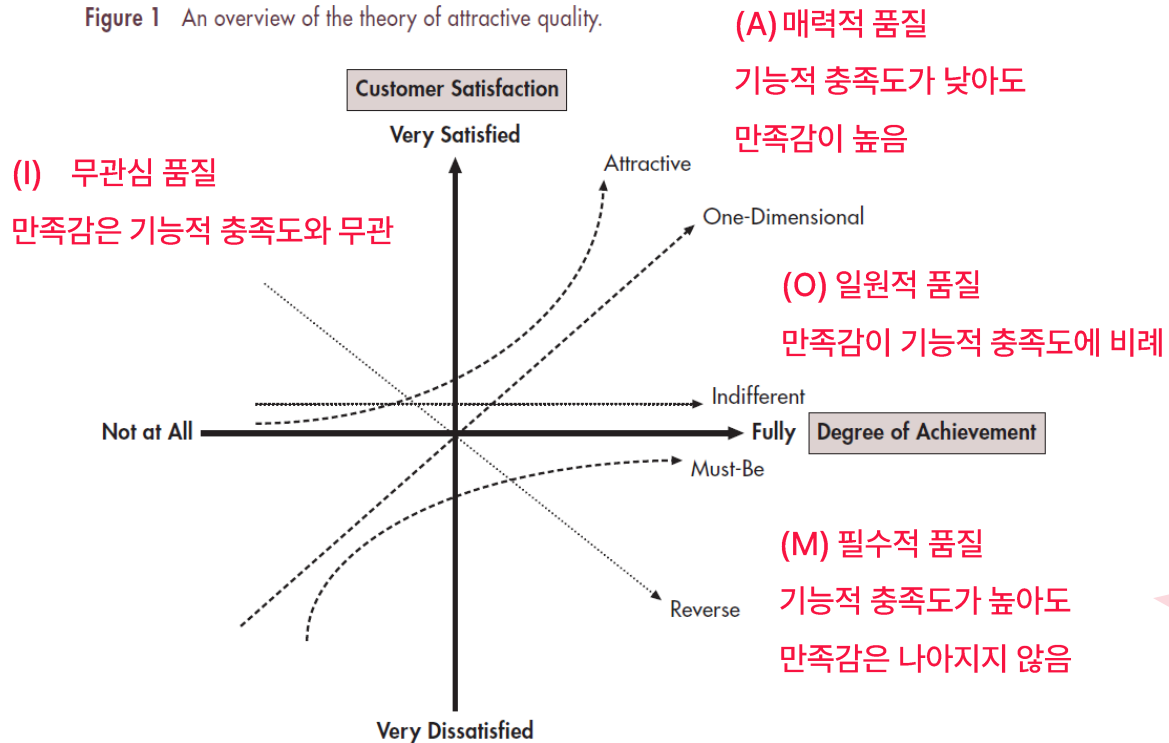 Figure 1 An overview of the theory of attractive quality.
(A) 매력적 품질
기능적 충족도가 낮아도
만족감이 높음
Customer Satisfaction
Very Satisfied
(I) 무관심 품질
만족감은 기능적 충족도와 무관
Attractive
One-Dimensional
(O) 일원적 품질
만족감이 기능적 충족도에 비례
Indifferent
Not at All
Fully
Degree of Achievement
Must-Be
(M) 필수적 품질
기능적 충족도가 높아도
만족감은 나아지지 않음
Reverse
Very Dissatisfied